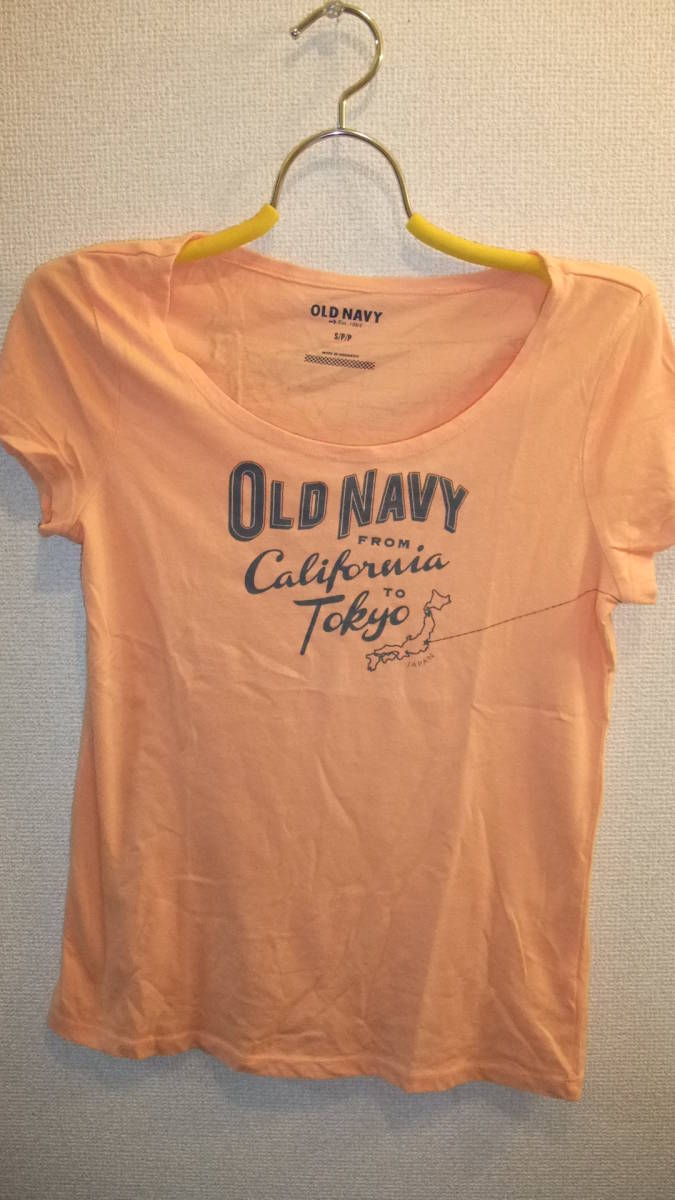 OLD NAVY
S/P/P
OLD NAVY
FROM
California
TO
Tokyo
JAPAN